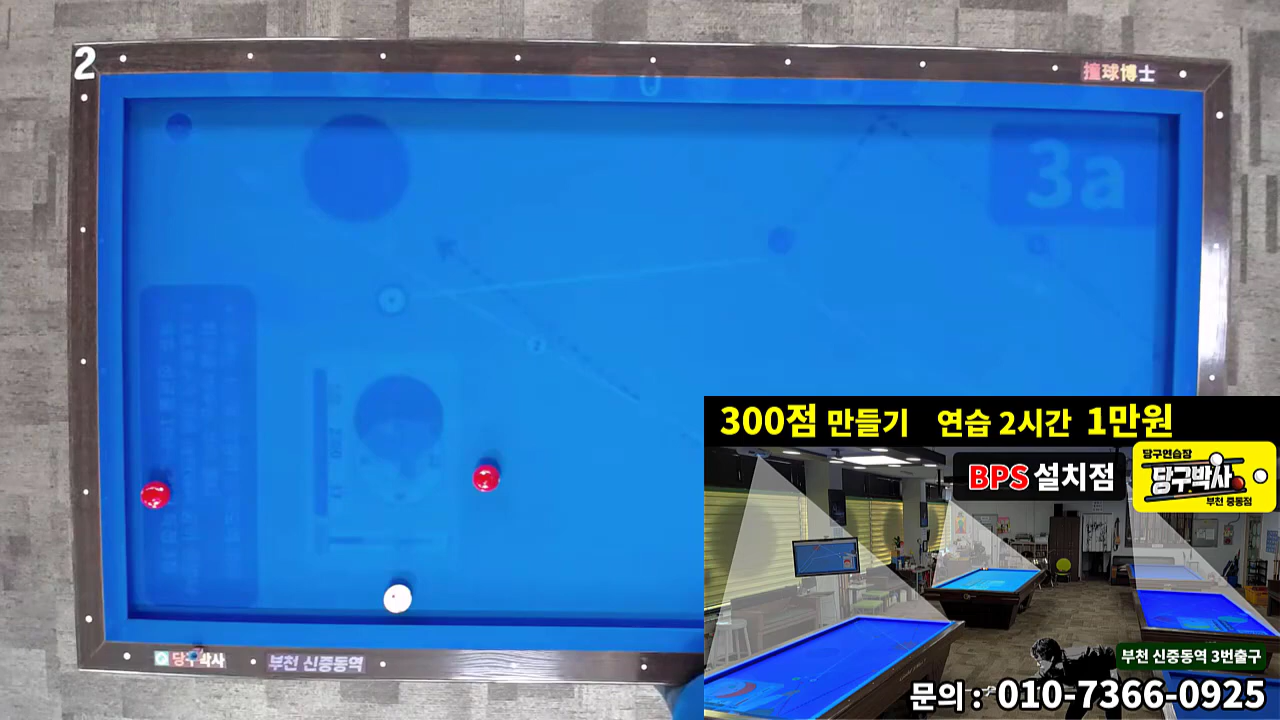 2
撞球博士
3a
300점 만들기 연습 2시간 1만원
BPS 설치점
당구연습장
당구박사
부천 중동점
당구박사
부천 신중동역
부천 신중동역 3번출구
문의 : 010-7366-0925